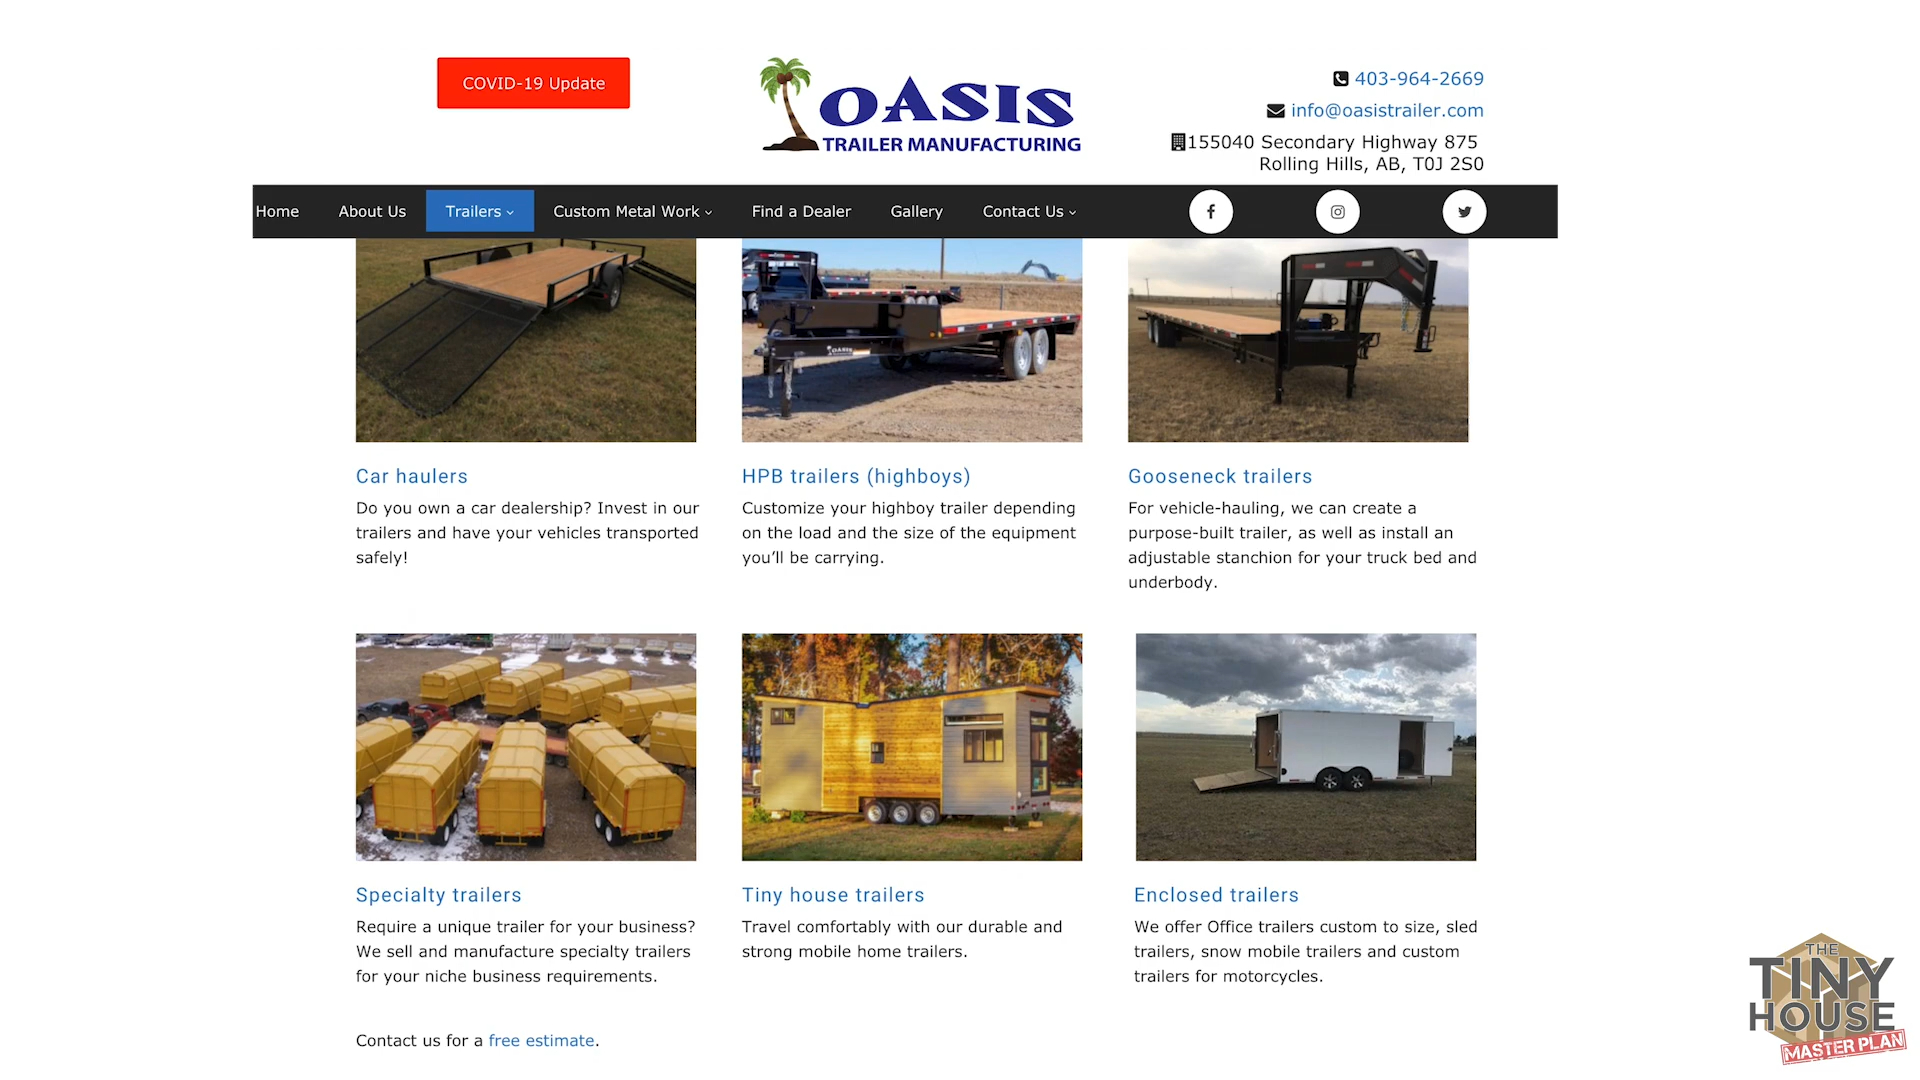 COVID-19 Update
OASIS
TRAILER MANUFACTURING
403-964-2669
info@oasistrailer.com
155040 Secondary Highway 875
Rolling Hills, AB, T0J 2S0
Home
About Us
Trailers
Custom Metal Work
Find a Dealer
Gallery
Contact Us
OASIS
Car haulers
Do you own a car dealership? Invest in our
trailers and have your vehicles transported
safely!
HPB trailers (highboys)
Customize your highboy trailer depending
on the load and the size of the equipment
you’ll be carrying.
Gooseneck trailers
For vehicle-hauling, we can create a
purpose-built trailer, as well as install an
adjustable stanchion for your truck bed and
underbody.
Specialty trailers
Require a unique trailer for your business?
We sell and manufacture specialty trailers
for your niche business requirements.
Tiny house trailers
Travel comfortably with our durable and
strong mobile home trailers.
Enclosed trailers
We offer Office trailers custom to size, sled
trailers, snow mobile trailers and custom
trailers for motorcycles.
Contact us for a free estimate.
THE
TINY
HOUSE
MASTER PLAN